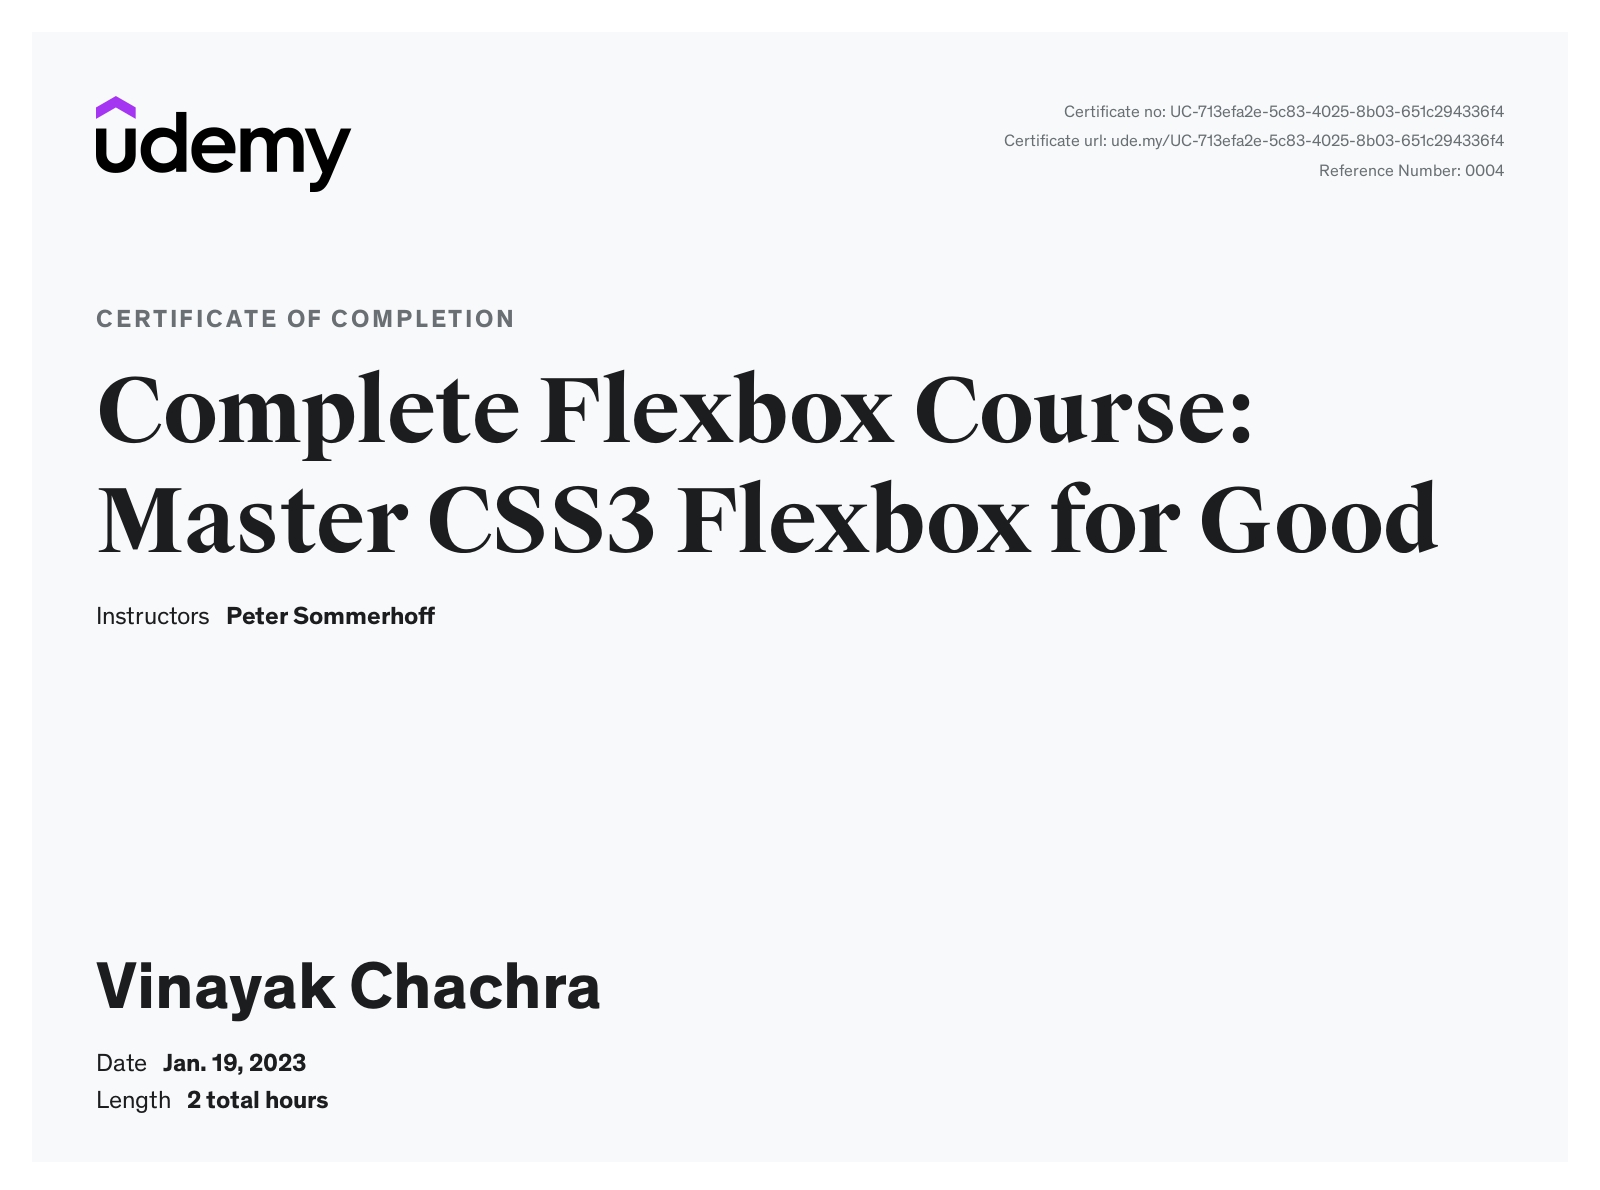 udemy
Certificate no: UC-713efa2e-5c83-4025-8b03-651c294336f4
Certificate url: ude.my/UC-713efa2e-5c83-4025-8b03-651c294336f4
Reference Number: 0004
CERTIFICATE OF COMPLETION
Complete Flexbox Course:
Master CSS3 Flexbox for Good
Instructors Peter Sommerhoff
Vinayak Chachra
Date Jan. 19, 2023
Length 2 total hours